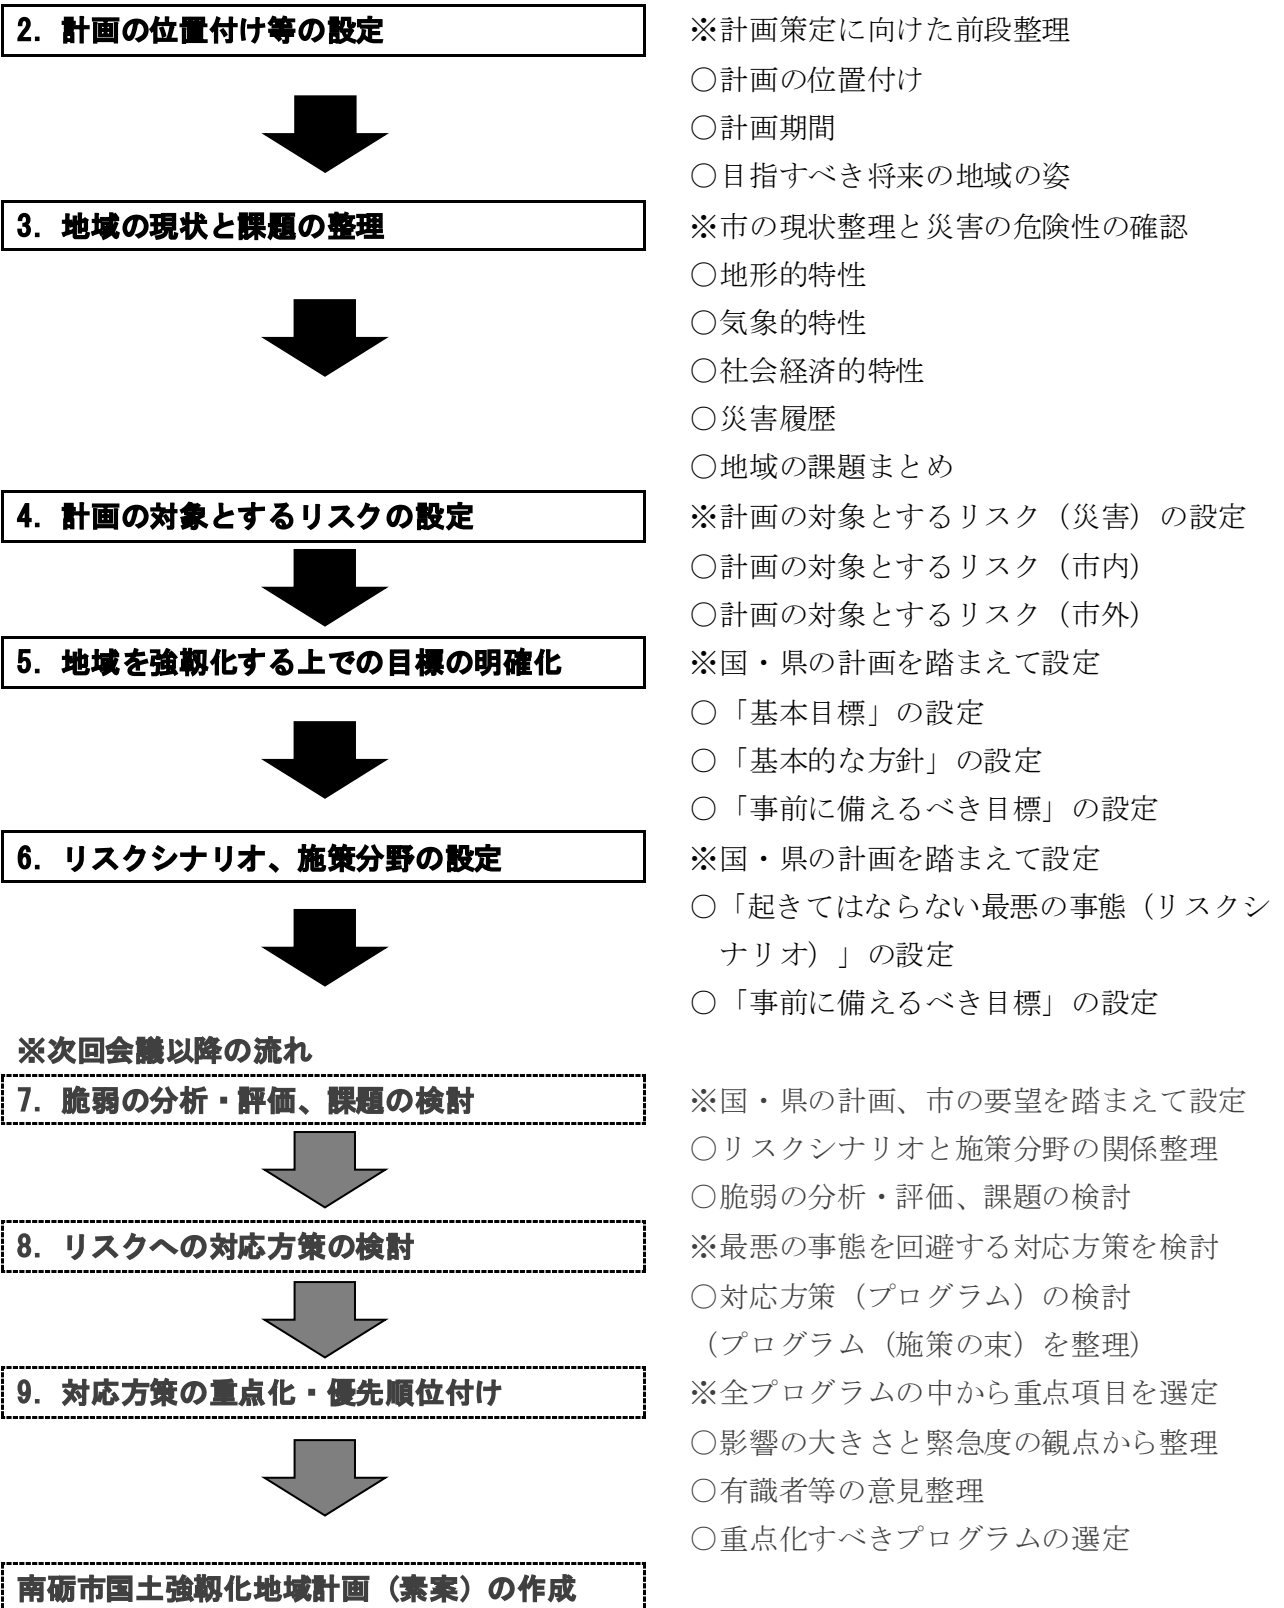 2. 計画の位置付け等の設定
※計画策定に向けた前段整理
○計画の位置付け
○計画期間
○目指すべき将来の地域の姿
3. 地域の現状と課題の整理
※市の現状整理と災害の危険性の確認
○地形的特性
○気象的特性
○社会経済的特性
○災害履歴
○地域の課題まとめ
4. 計画の対象とするリスクの設定
※計画の対象とするリスク（災害）の設定
○計画の対象とするリスク（市内）
○計画の対象とするリスク（市外）
5. 地域を強靱化する上での目標の明確化
※国・県の計画を踏まえて設定
○「基本目標」の設定
○「基本的な方針」の設定
○「事前に備えるべき目標」の設定
6. リスクシナリオ、施策分野の設定
※国・県の計画を踏まえて設定
○「起きてはならない最悪の事態（リスクシ
ナリオ）」の設定
○「事前に備えるべき目標」の設定
※次回会議以降の流れ
7. 脆弱の分析・評価、課題の検討
※国・県の計画、市の要望を踏まえて設定
○リスクシナリオと施策分野の関係整理
○脆弱の分析・評価、課題の検討
8. リスクへの対応方策の検討
※最悪の事態を回避する対応方策を検討
○対応方策（プログラム）の検討
（プログラム（施策の束）を整理）
9. 対応方策の重点化・優先順位付け
※全プログラムの中から重点項目を選定
○影響の大きさと緊急度の観点から整理
○有識者等の意見整理
○重点化すべきプログラムの選定
南砺市国土強靱化地域計画（素案）の作成